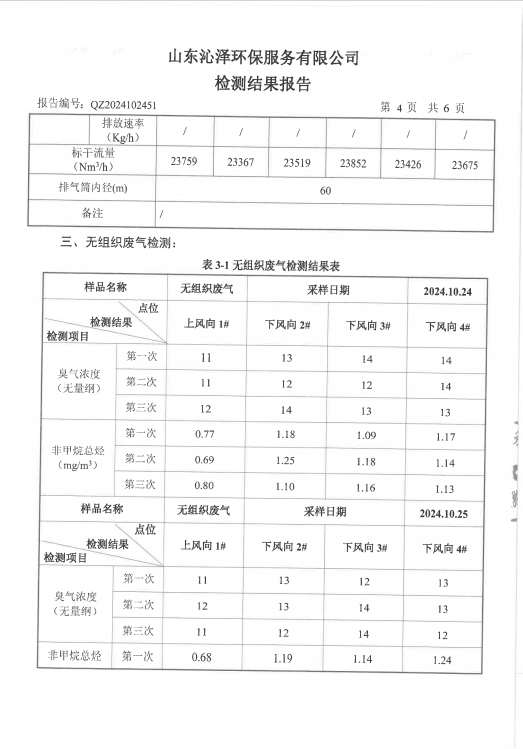 山东沁泽环保服务有限公司
检测结果报告
报告编号：QZ2024102451 第 4 页 共 6 页
排放速率（Kg/h） / / / / / /
标干流量（Nm³/h） 23759 23367 23519 23852 23426 23675
排气筒内径(m) 60
备注 /
三、无组织废气检测：
表 3-1 无组织废气检测结果表
样品名称 无组织废气 采样日期 2024.10.24
点位 检测结果 检测项目 上风向 1# 下风向 2# 下风向 3# 下风向 4#
臭气浓度（无量纲） 第一次 11 13 14 14
第二次 11 12 12 14
第三次 12 14 13 13
非甲烷总烃（mg/m³） 第一次 0.77 1.18 1.09 1.17
第二次 0.69 1.25 1.18 1.14
第三次 0.80 1.10 1.16 1.13
样品名称 无组织废气 采样日期 2024.10.25
点位 检测结果 检测项目 上风向 1# 下风向 2# 下风向 3# 下风向 4#
臭气浓度（无量纲） 第一次 11 13 12 13
第二次 12 13 14 13
第三次 11 12 14 12
非甲烷总烃 第一次 0.68 1.19 1.14 1.24